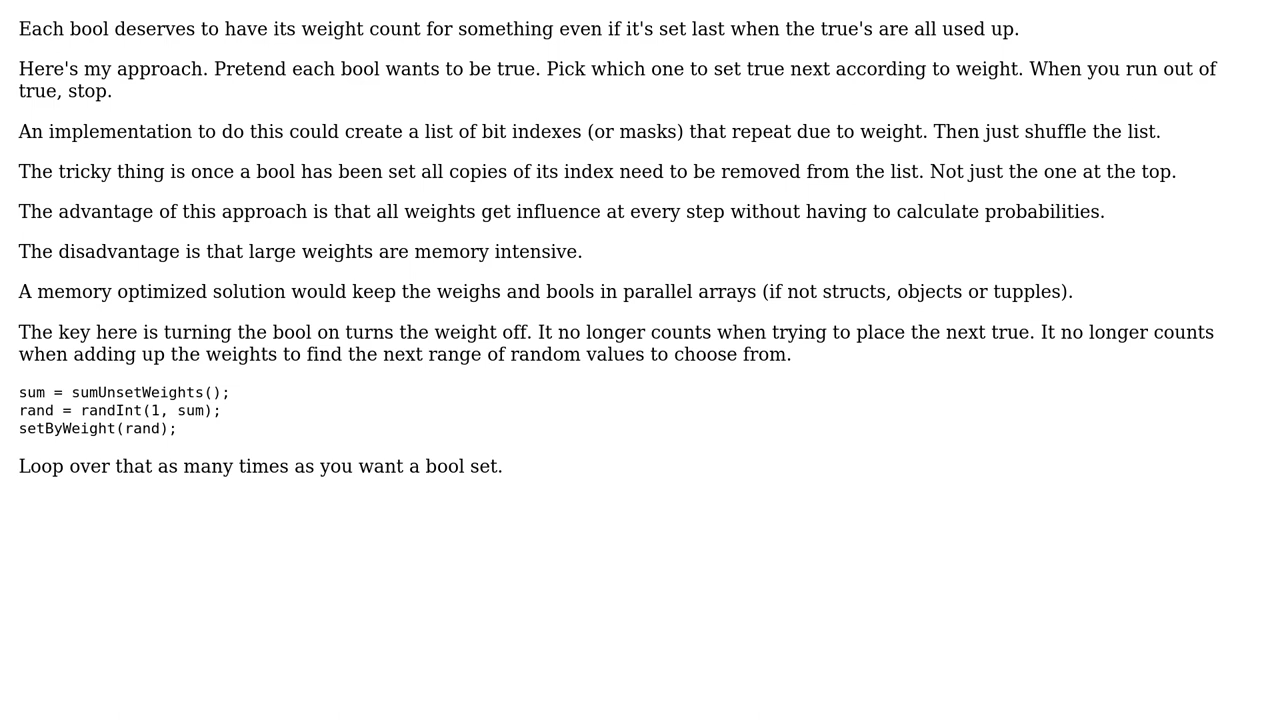 Each bool deserves to have its weight count for something even if it's set last when the true's are all used up.
Here's my approach. Pretend each bool wants to be true. Pick which one to set true next according to weight. When you run out of
true, stop.
An implementation to do this could create a list of bit indexes (or masks) that repeat due to weight. Then just shuffle the list.
The tricky thing is once a bool has been set all copies of its index need to be removed from the list. Not just the one at the top.
The advantage of this approach is that all weights get influence at every step without having to calculate probabilities.
The disadvantage is that large weights are memory intensive.
A memory optimized solution would keep the weighs and bools in parallel arrays (if not structs, objects or tupples).
The key here is turning the bool on turns the weight off. It no longer counts when trying to place the next true. It no longer counts
when adding up the weights to find the next range of random values to choose from.
sum = sumUnsetWeights();
rand = randInt(1, sum);
setByWeight(rand);
Loop over that as many times as you want a bool set.